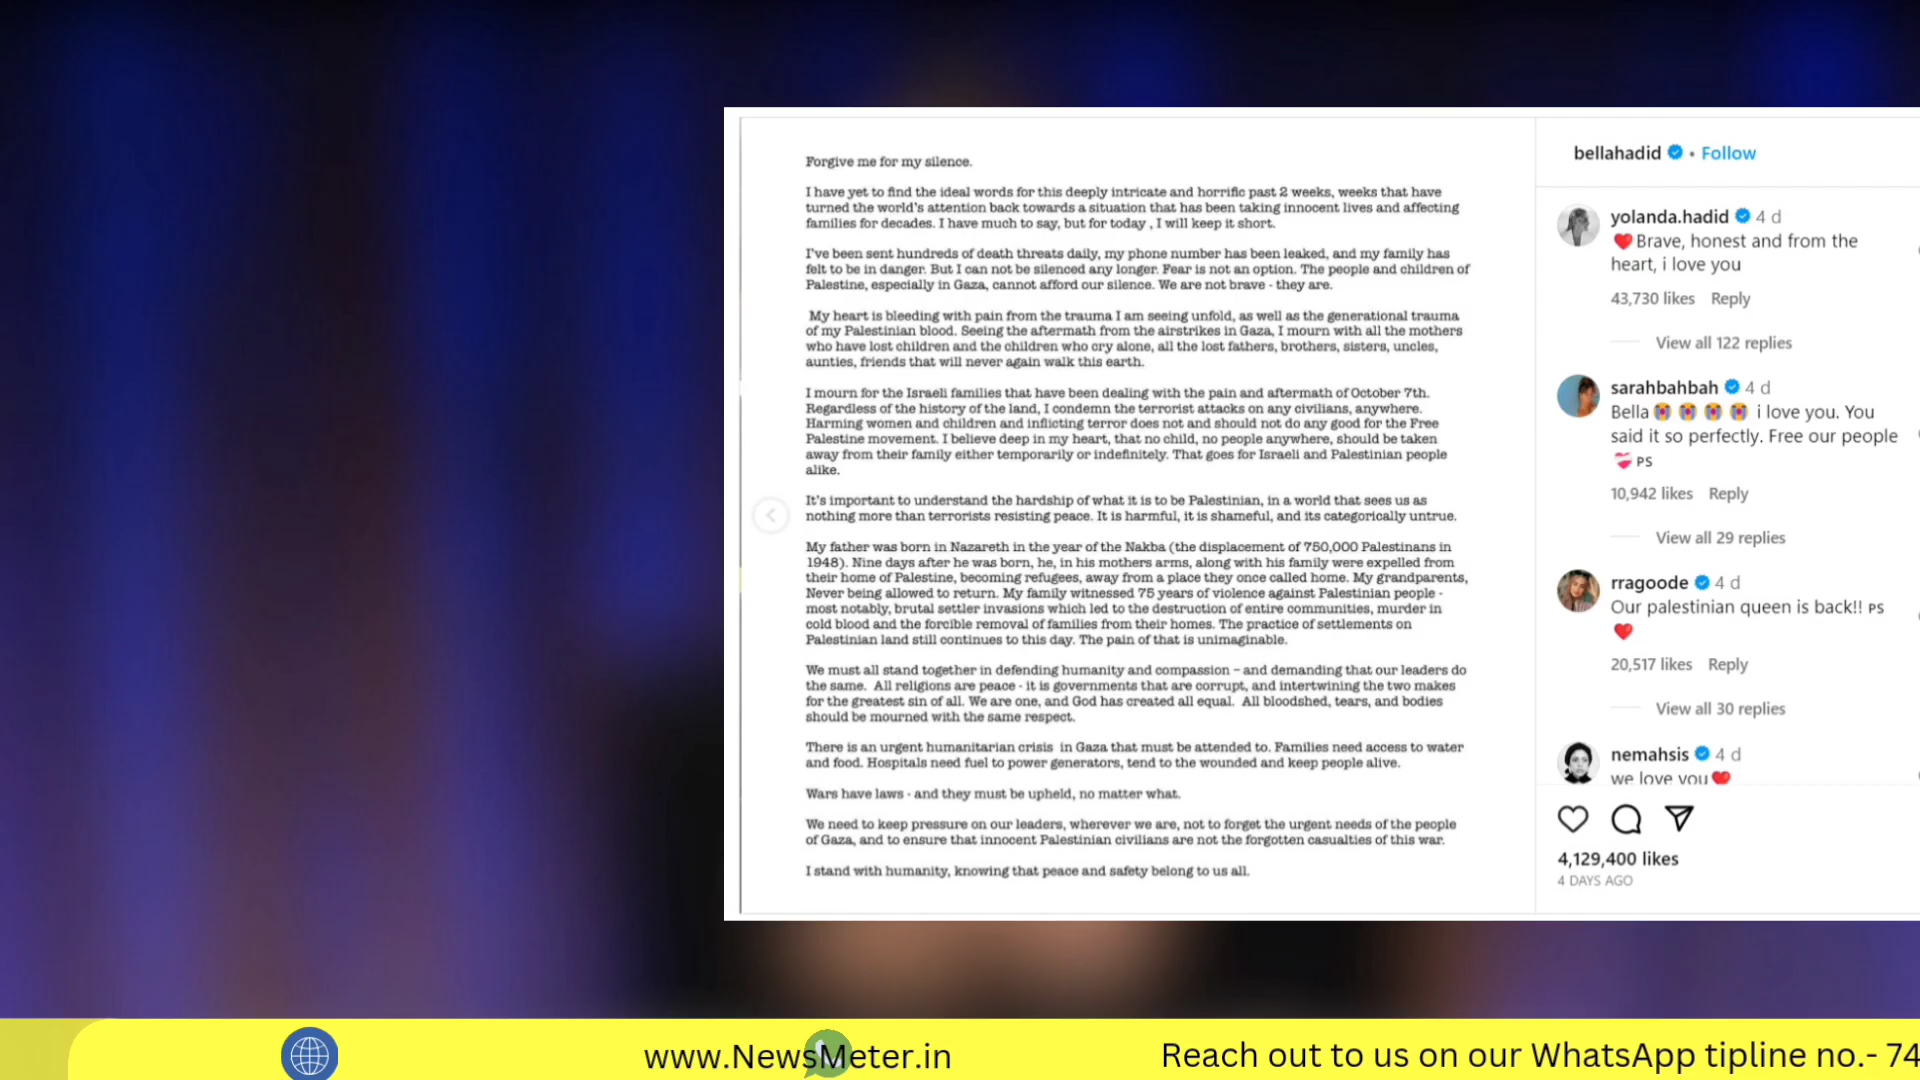 Forgive me for my silence.
I have yet to find the ideal words for this deeply intricate and horrific past 2 weeks, weeks that have
turned the world's attention back towards a situation that has been taking innocent lives and affecting
families for decades. I have much to say, but for today , I will keep it short.
I've been sent hundreds of death threats daily, my phone number has been leaked, and my family has
felt to be in danger. But I can not be silenced any longer. Fear is not an option. The people and children of
Palestine, especially in Gaza, cannot afford our silence. We are not brave - they are.
My heart is bleeding with pain from the trauma I am seeing unfold, as well as the generational trauma
of my Palestinian blood. Seeing the aftermath from the airstrikes in Gaza, I mourn with all the mothers
who have lost children and the children who cry alone, all the lost fathers, brothers, sisters, uncles,
aunties, friends that will never again walk this earth.
I mourn for the Israeli families that have been dealing with the pain and aftermath of October 7th.
Regardless of the history of the land, I condemn the terrorist attacks on any civilians, anywhere.
Harming women and children and inflicting terror does not and should not do any good for the Free
Palestine movement. I believe deep in my heart, that no child, no people anywhere, should be taken
away from their family either temporarily or indefinitely. That goes for Israeli and Palestinian people
alike.
It's important to understand the hardship of what it is to be Palestinian, in a world that sees us as
nothing more than terrorists resisting peace. It is harmful, it is shameful, and its categorically untrue.
My father was born in Nazareth in the year of the Nakba (the displacement of 750,000 Palestinans in
1948). Nine days after he was born, he, in his mothers arms, along with his family were expelled from
their home of Palestine, becoming refugees, away from a place they once called home. My grandparents,
Never being allowed to return. My family witnessed 75 years of violence against Palestinian people -
most notably, brutal settler invasions which led to the destruction of entire communities, murder in
cold blood and the forcible removal of families from their homes. The practice of settlements on
Palestinian land still continues to this day. The pain of that is unimaginable.
We must all stand together in defending humanity and compassion – and demanding that our leaders do
the same. All religions are peace - it is governments that are corrupt, and intertwining the two makes
for the greatest sin of all. We are one, and God has created all equal. All bloodshed, tears, and bodies
should be mourned with the same respect.
There is an urgent humanitarian crisis in Gaza that must be attended to. Families need access to water
and food. Hospitals need fuel to power generators, tend to the wounded and keep people alive.
Wars have laws - and they must be upheld, no matter what.
We need to keep pressure on our leaders, wherever we are, not to forget the urgent needs of the people
of Gaza, and to ensure that innocent Palestinian civilians are not the forgotten casualties of this war.
I stand with humanity, knowing that peace and safety belong to us all.
bellahadid • Follow
yolanda.hadid 4 d
❤️Brave, honest and from the
heart, i love you
43,730 likes Reply
View all 122 replies
sarahbahbah 4 d
Bella 😭 😭 😭 😭 i love you. You
said it so perfectly. Free our people
❤️‍🩹 PS
10,942 likes Reply
View all 29 replies
rragoode 4 d
Our palestinian queen is back!! PS
❤️
20,517 likes Reply
View all 30 replies
nemahsis 4 d
we love you❤️
4,129,400 likes
4 DAYS AGO
www.NewsMeter.in
Reach out to us on our WhatsApp tipline no.- 74